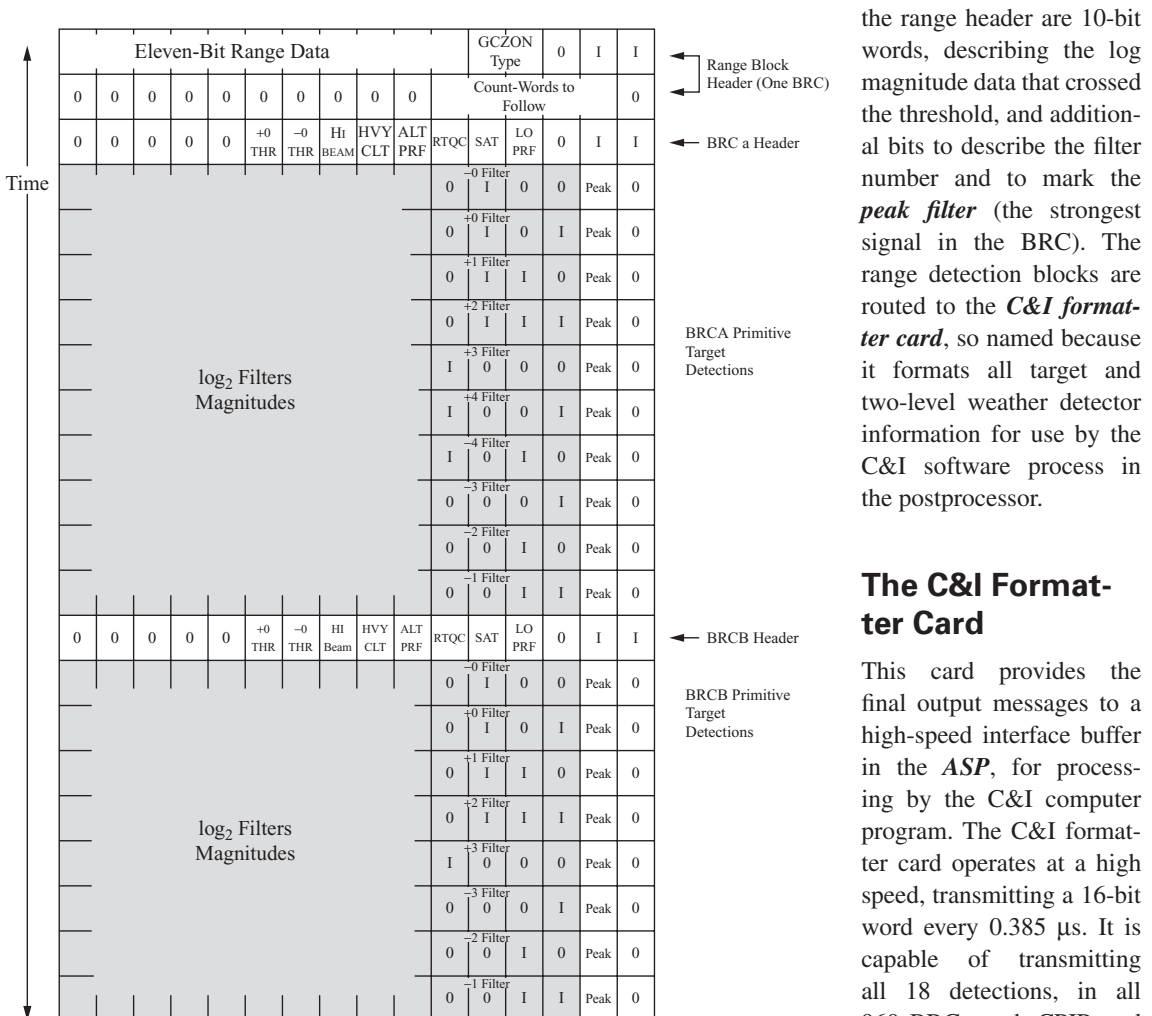 Eleven-Bit Range Data GCZON Type 0 I I
Range Block Header (One BRC)
0 0 0 0 0 0 0 0 0 0 Count-Words to Follow 0
0 0 0 0 0 +0 THR −0 THR HI BEAM HVY CLT ALT PRF RTQC SAT LO PRF 0 I I
BRC a Header
Time
−0 Filter
0 I 0 0 Peak 0
+0 Filter
0 I 0 I Peak 0
+1 Filter
0 I I 0 Peak 0
+2 Filter
0 I I I Peak 0
+3 Filter
I 0 0 0 Peak 0
+4 Filter
I 0 0 I Peak 0
−4 Filter
I 0 I 0 Peak 0
−3 Filter
0 0 0 I Peak 0
−2 Filter
0 0 I 0 Peak 0
−1 Filter
0 0 I I Peak 0
log2 Filters
Magnitudes
BRCA Primitive
Target
Detections
0 0 0 0 0 +0 THR −0 THR HI Beam HVY CLT ALT PRF RTQC SAT LO PRF 0 I I
BRCB Header
−0 Filter
0 I 0 0 Peak 0
+0 Filter
0 I 0 I Peak 0
+1 Filter
0 I I 0 Peak 0
+2 Filter
0 I I I Peak 0
+3 Filter
I 0 0 0 Peak 0
−3 Filter
0 0 0 I Peak 0
−2 Filter
0 0 I 0 Peak 0
−1 Filter
0 0 I I Peak 0
log2 Filters
Magnitudes
BRCB Primitive
Target
Detections
the range header are 10-bit
words, describing the log
magnitude data that crossed
the threshold, and addition-
al bits to describe the filter
number and to mark the
peak filter (the strongest
signal in the BRC). The
range detection blocks are
routed to the C&I format-
ter card, so named because
it formats all target and
two-level weather detector
information for use by the
C&I software process in
the postprocessor.
The C&I Format-
ter Card
This card provides the
final output messages to a
high-speed interface buffer
in the ASP, for process-
ing by the C&I computer
program. The C&I format-
ter card operates at a high
speed, transmitting a 16-bit
word every 0.385 μs. It is
capable of transmitting
all 18 detections, in all